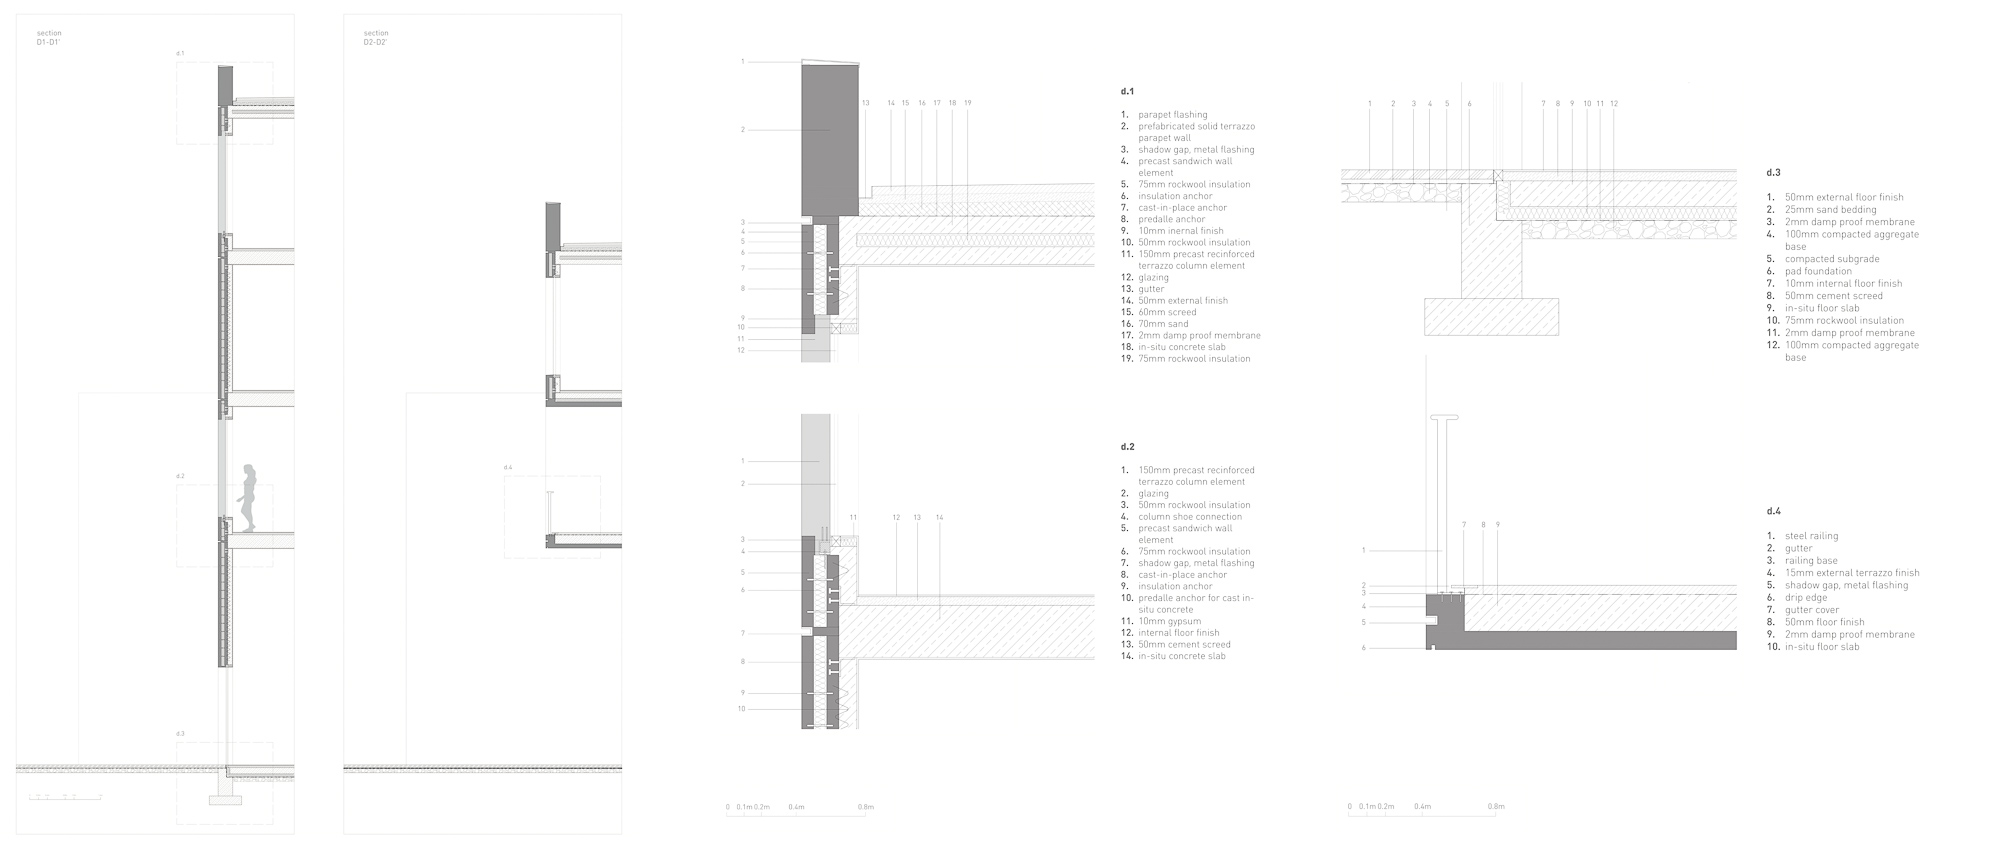 section
D1-D1'
d.1
d.2
d.3
section
D2-D2'
d.4
1
2
13 14 15 16 17 18 19
3
4
5
6
7
8
9
10
11
12
d.1
1. parapet flashing
2. prefabricated solid terrazzo
parapet wall
3. shadow gap, metal flashing
4. precast sandwich wall
element
5. 75mm rockwool insulation
6. insulation anchor
7. cast-in-place anchor
8. predalle anchor
9. 10mm inernal finish
10. 50mm rockwool insulation
11. 150mm precast recinforced
terrazzo column element
12. glazing
13. gutter
14. 50mm external finish
15. 60mm screed
16. 70mm sand
17. 2mm damp proof membrane
18. in-situ concrete slab
19. 75mm rockwool insulation
1
2
11 12 13 14
3
4
5
6
7
8
9
10
d.2
1. 150mm precast recinforced
terrazzo column element
2. glazing
3. 50mm rockwool insulation
4. column shoe connection
5. precast sandwich wall
element
6. 75mm rockwool insulation
7. shadow gap, metal flashing
8. cast-in-place anchor
9. insulation anchor
10. predalle anchor for cast in-
situ concrete
11. 10mm gypsum
12. internal floor finish
13. 50mm cement screed
14. in-situ concrete slab
0 0.1m 0.2m 0.4m 0.8m
1 2 3 4 5 6 7 8 9 10 11 12
d.3
1. 50mm external floor finish
2. 25mm sand bedding
3. 2mm damp proof membrane
4. 100mm compacted aggregate
base
5. compacted subgrade
6. pad foundation
7. 10mm internal floor finish
8. 50mm cement screed
9. in-situ floor slab
10. 75mm rockwool insulation
11. 2mm damp proof membrane
12. 100mm compacted aggregate
base
7 8 9
1
2
3
4
5
6
d.4
1. steel railing
2. gutter
3. railing base
4. 15mm external terrazzo finish
5. shadow gap, metal flashing
6. drip edge
7. gutter cover
8. 50mm floor finish
9. 2mm damp proof membrane
10. in-situ floor slab
0 0.1m 0.2m 0.4m 0.8m